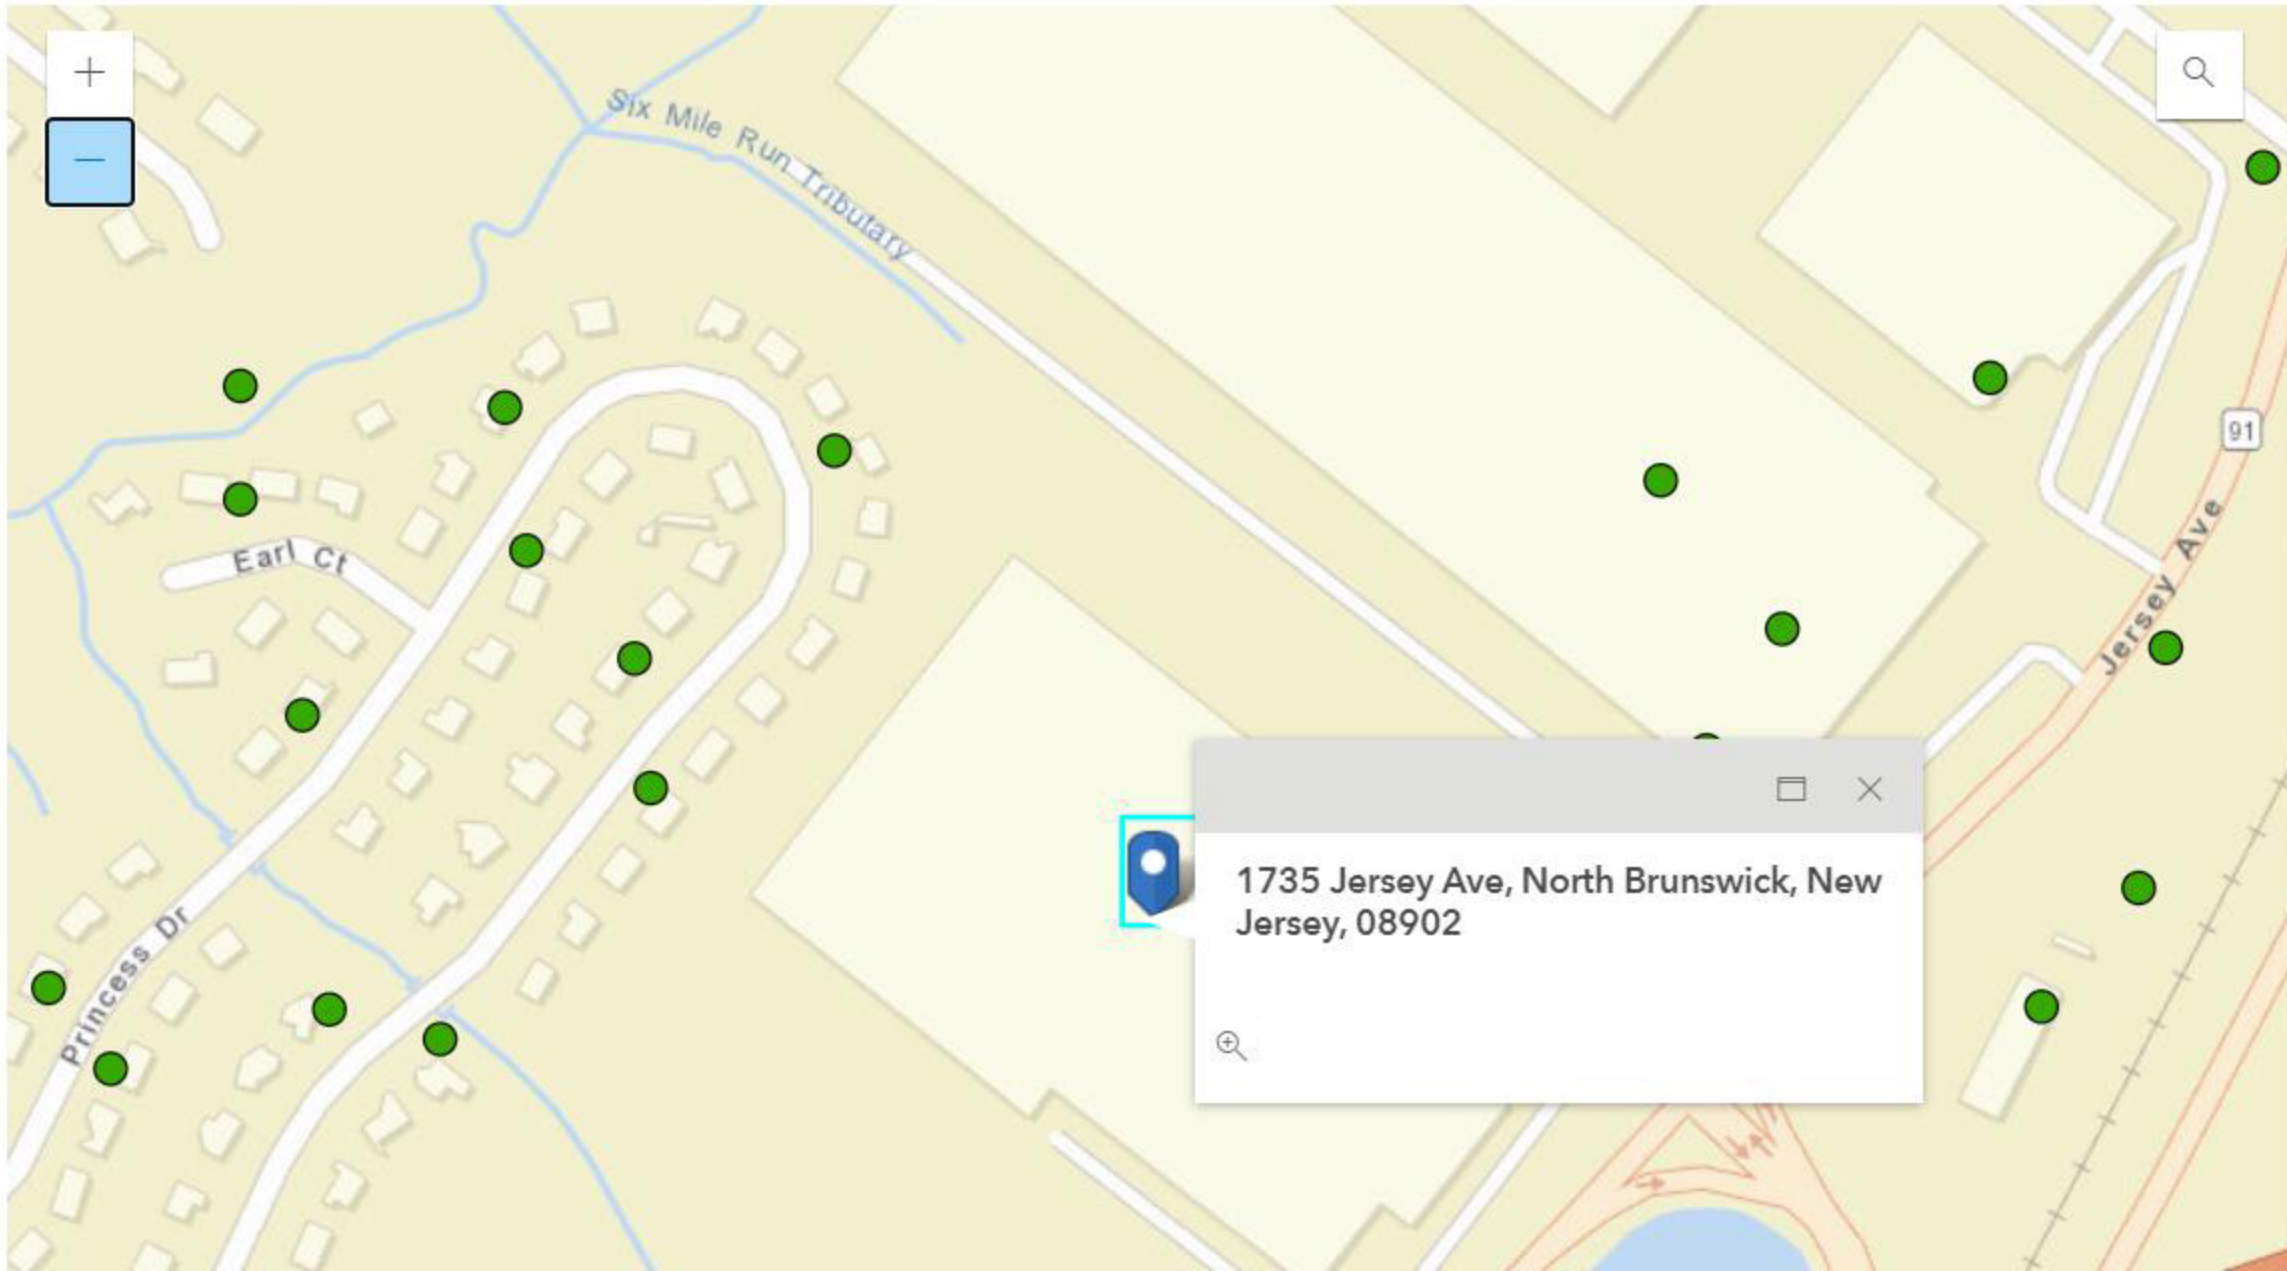 Six Mile Run Tributary
91
Earl Ct
Jersey Ave
1735 Jersey Ave, North Brunswick, New
Jersey, 08902
Princess Dr